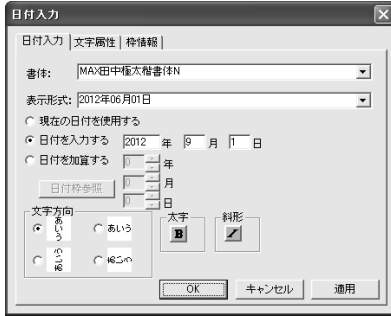 日付入力
日付入力 文字属性 枠情報
書体: MAX田中極太楷書体N
表示形式: 2012年06月01日
現在の日付を使用する
日付を入力する 2012 年 9 月 1 日
日付を加算する 0 年
日付枠参照 0 月
0 日
文字方向 太字 斜形
あいう あいう B I
あいう あいう
OK キャンセル 適用